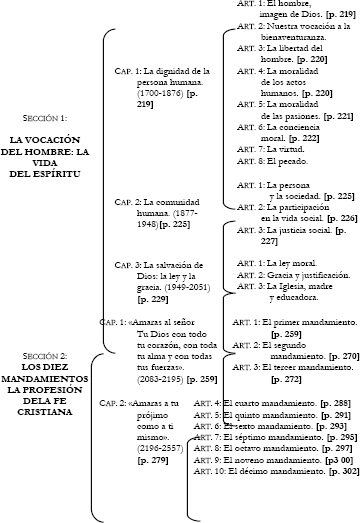 SECCIÓN 1:
LA VOCACIÓN
DEL HOMBRE: LA
VIDA
DEL ESPÍRITU
CAP. 1: La dignidad de la
persona humana.
(1700-1876) [p.
219]
ART. 1: El hombre,
imagen de Dios. [p. 219]
ART. 2: Nuestra vocación a la
bienaventuranza.
ART. 3: La libertad del
hombre. [p. 220]
ART. 4: La moralidad
de los actos
humanos. [p. 220]
ART. 5: La moralidad
de las pasiones. [p. 221]
ART. 6: La conciencia
moral. [p. 222]
ART. 7: La virtud.
ART. 8: El pecado.
CAP. 2: La comunidad
humana. (1877-
1948)[p. 225]
ART. 1: La persona
y la sociedad. [p. 225]
ART. 2: La participación
en la vida social. [p. 226]
ART. 3: La justicia social. [p.
227]
CAP. 3: La salvación de
Dios: la ley y la
gracia. (1949-2051)
[p. 229]
ART. 1: La ley moral.
ART. 2: Gracia y justificación.
ART. 3: La Iglesia, madre
y educadora.
SECCIÓN 2:
LOS DIEZ
MANDAMIENTOS
LA PROFESIÓN
DELA FE
CRISTIANA
CAP. 1: «Amaras al señor
Tu Dios con todo
tu corazón, con toda
tu alma y con todas
tus fuerzas».
(2083-2195) [p. 259]
ART. 1: El primer mandamiento.
[p. 259]
ART. 2: El segundo
mandamiento. [p. 270]
ART. 3: El tercer mandamiento.
[p. 272]
CAP. 2: «Amaras a tu
prójimo
como a ti
mismo».
(2196-2557)
[p. 279]
ART. 4: El cuarto mandamiento. [p. 288]
ART. 5: El quinto mandamiento. [p. 291]
ART. 6: El sexto mandamiento. [p. 293]
ART. 7: El séptimo mandamiento. [p. 295]
ART. 8: El octavo mandamiento. [p. 297]
ART. 9: El noveno mandamiento. [p3 00]
ART. 10: El décimo mandamiento. [p. 302]